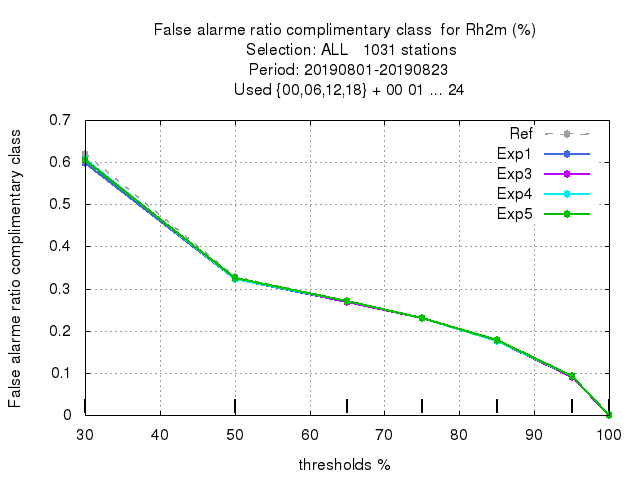 False alarme ratio complimentary class  for Rh2m (%)
Selection: ALL   1031 stations
Period: 20190801-20190823
Used {00,06,12,18} + 00 01 ... 24
False alarme ratio complimentary class
0.7
0.6
0.5
0.4
0.3
0.2
0.1
0
Ref
Exp1
Exp3
Exp4
Exp5
30 40 50 60 70 80 90 100
thresholds %